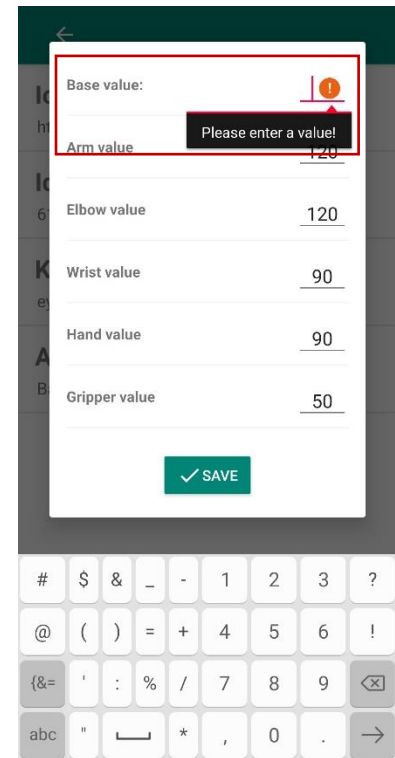 Base value:
Please enter a value!
Arm value 120
Elbow value 120
Wrist value 90
Hand value 90
Gripper value 50
SAVE
# $ & _ - 1 2 3 ?
@ ( ) = + 4 5 6 !
{&= ' : % / 7 8 9
abc " * , 0 .